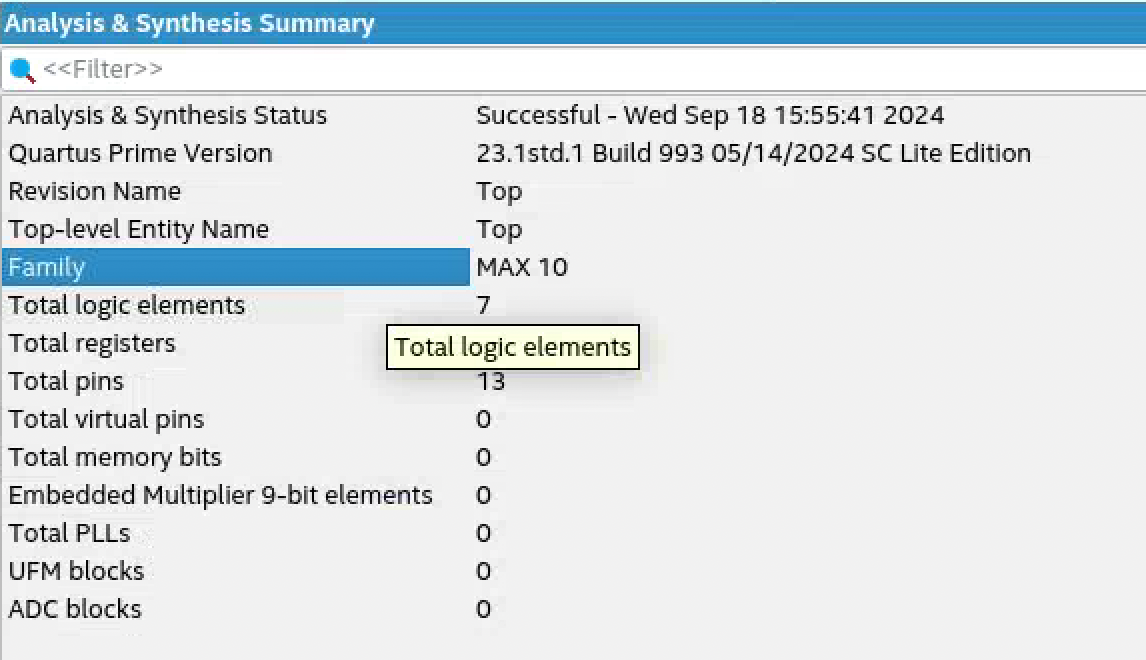 Analysis & Synthesis Summary
<<Filter>>
Analysis & Synthesis Status Successful - Wed Sep 18 15:55:41 2024
Quartus Prime Version 23.1std.1 Build 993 05/14/2024 SC Lite Edition
Revision Name Top
Top-level Entity Name Top
Family MAX 10
Total logic elements 7
Total registers
Total logic elements
Total pins 13
Total virtual pins 0
Total memory bits 0
Embedded Multiplier 9-bit elements 0
Total PLLs 0
UFM blocks 0
ADC blocks 0